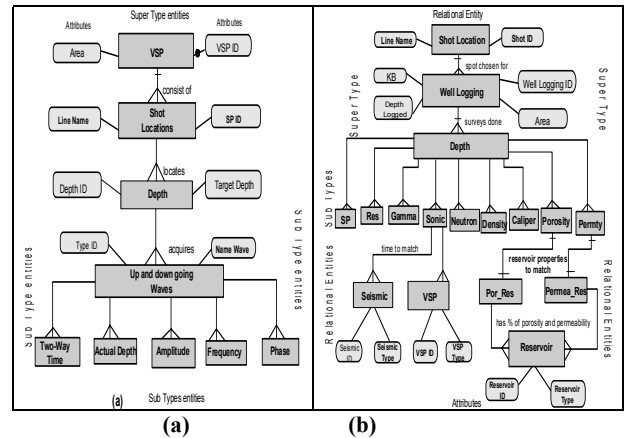 Super Type entities
Attributes
Attributes
Area
VSP
VSP ID
consist of
Line Name
Shot Locations
SP ID
locates
Depth ID
Depth
Target Depth
Type ID
acquires
Name Wave
Up and down going Waves
Sub Type entities
Sub Type entities
Two-Way Time
Actual Depth
Amplitude
Frequency
Phase
(a)
Sub Types entities
Relational Entity
Line Name
Shot Location
Shot ID
spot chosen for
KB
Well Logging
Well Logging ID
Depth Logged
Area
Super Type
Super Type
surveys done
Depth
Sub Types
SP
Res
Gamma
Sonic
Neutron
Density
Caliper
Porosity
Permty
time to match
reservoir properties to match
Relational Entities
Relational Entities
Seismic
VSP
Por_Res
Permea_Res
has % of porosity and permeability
Seismic ID
Seismic Type
VSP ID
VSP Type
Reservoir
Reservoir ID
Reservoir Type
Attributes
(a)
(b)